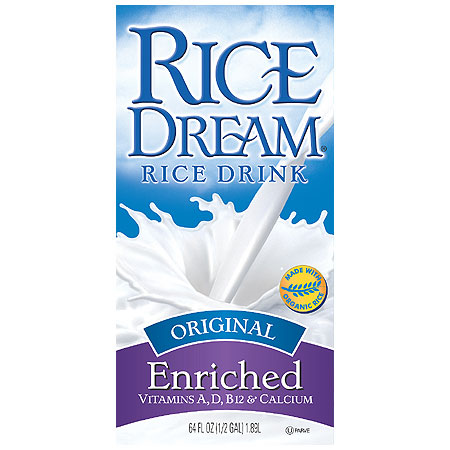 RICE
DREAM®
RICE DRINK
MADE WITH
ORGANIC RICE
ORIGINAL
Enriched
VITAMINS A, D, B12 & CALCIUM
64 FL OZ (1/2 GAL) 1.89L
U PARVE